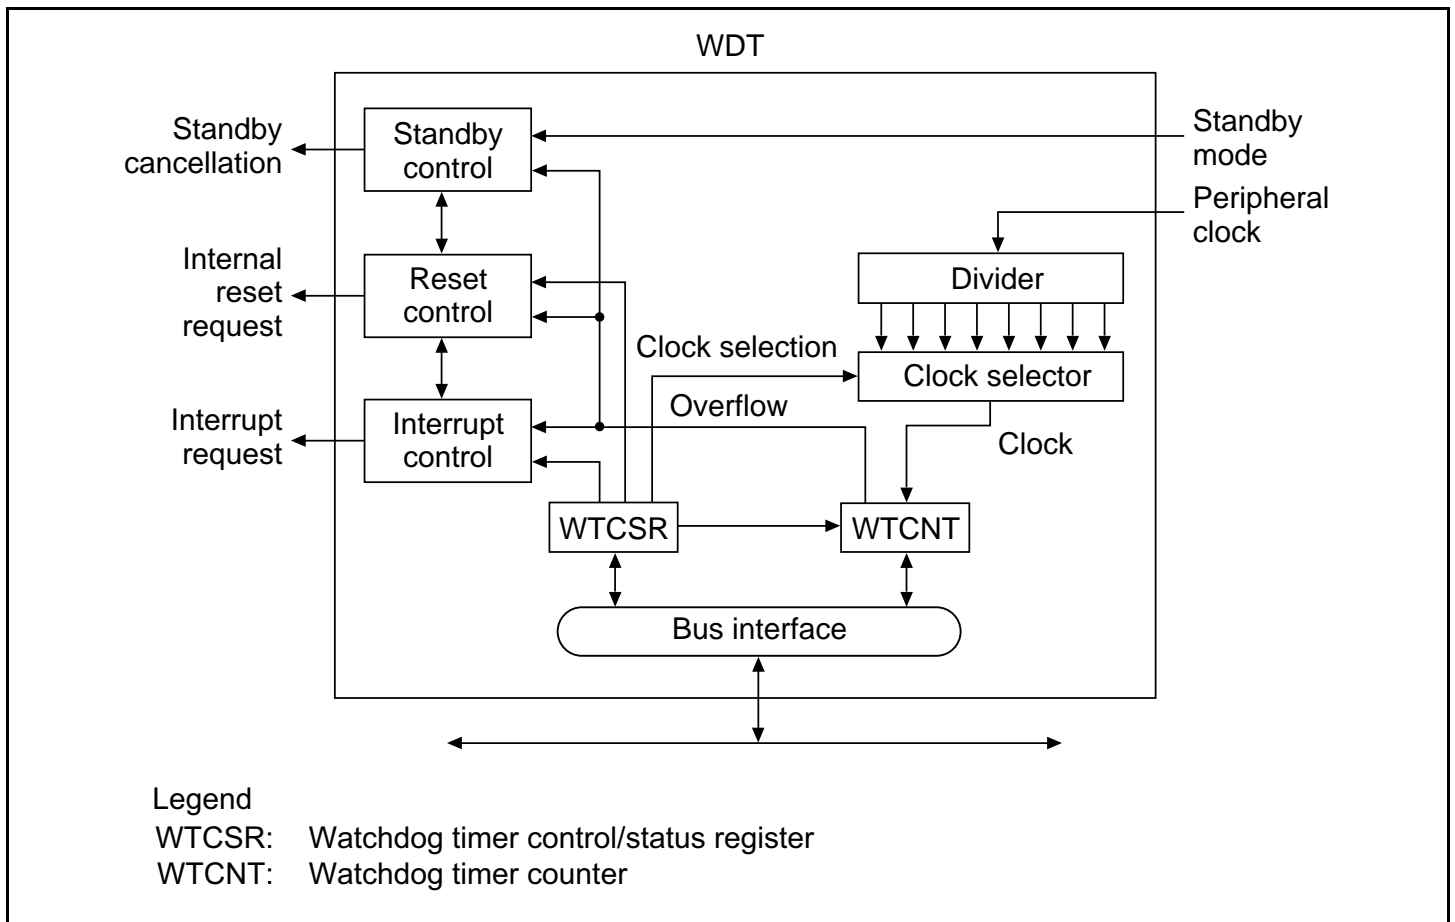 WDT
Standby
cancellation
Standby
control
Standby
mode
Peripheral
clock
Internal
reset
request
Reset
control
Divider
Clock selection
Clock selector
Overflow
Clock
Interrupt
request
Interrupt
control
WTCSR
WTCNT
Bus interface
Legend
WTCSR: Watchdog timer control/status register
WTCNT: Watchdog timer counter